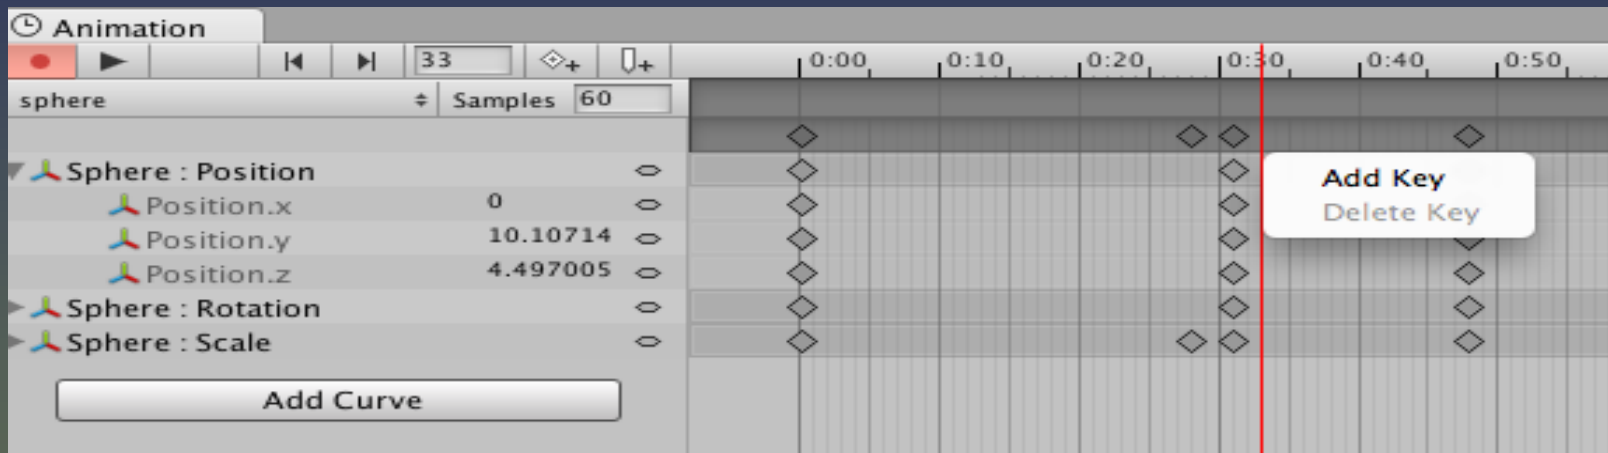 Animation
33 0:00 0:10 0:20 0:30 0:40 0:50
sphere Samples 60
Sphere : Position
Add Key
Position.x 0
Delete Key
Position.y 10.10714
Position.z 4.497005
Sphere : Rotation
Sphere : Scale
Add Curve